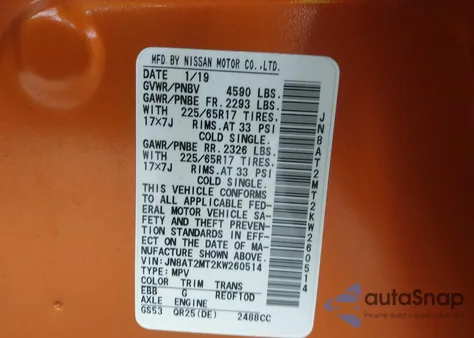 MFD BY NISSAN MOTOR CO.,LTD.
DATE 1/19
GVWR/PNBV 4590 LBS.
GAWR/PNBE FR. 2293 LBS.
WITH 225/65R17 TIRES.
17×7J RIMS.AT 33 PSI
COLD SINGLE.
GAWR/PNBE RR. 2326 LBS.
WITH 225/65R17 TIRES.
17×7J RIMS.AT 33 PSI
COLD SINGLE.
THIS VEHICLE CONFORMS
TO ALL APPLICABLE FED-
ERAL MOTOR VEHICLE SA-
FETY AND THEFT PREVEN-
TION STANDARDS IN EFF-
ECT ON THE DATE OF MA-
NUFACTURE SHOWN ABOVE.
VIN: JN8AT2MT2KW260514
TYPE: MPV
COLOR TRIM TRANS
EBB G RE0F10D
AXLE ENGINE
GS53 QR25(DE) 2488CC
JN8AT2MT2KW260514
autoSnap